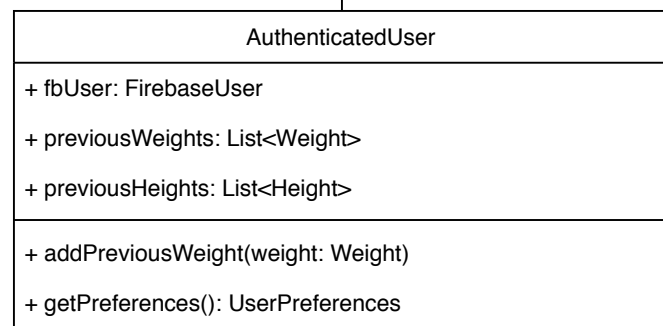 AuthenticatedUser
+ fbUser: FirebaseUser
+ previousWeights: List<Weight>
+ previousHeights: List<Height>
+ addPreviousWeight(weight: Weight)
+ getPreferences(): UserPreferences